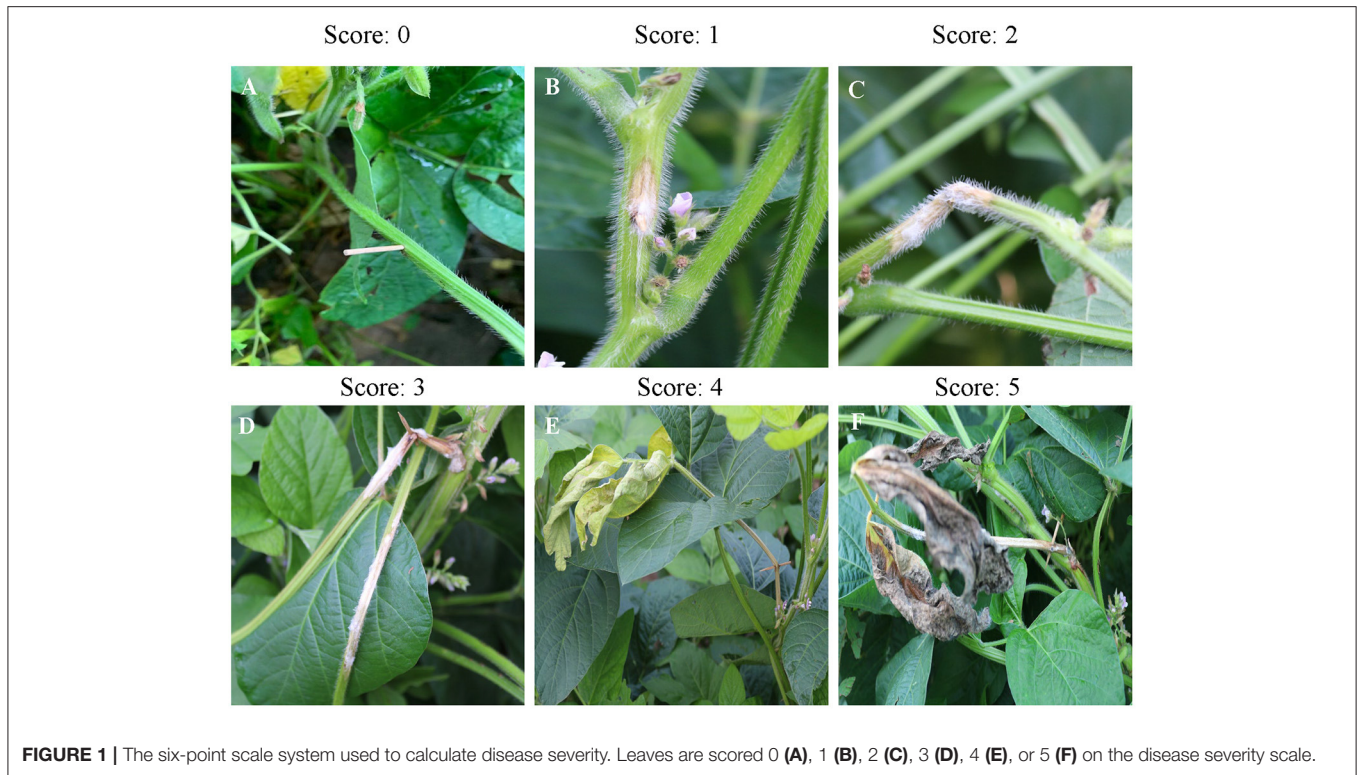 Score: 0 Score: 1 Score: 2
A B C
Score: 3 Score: 4 Score: 5
D E F
FIGURE 1 | The six-point scale system used to calculate disease severity. Leaves are scored 0 (A), 1 (B), 2 (C), 3 (D), 4 (E), or 5 (F) on the disease severity scale.